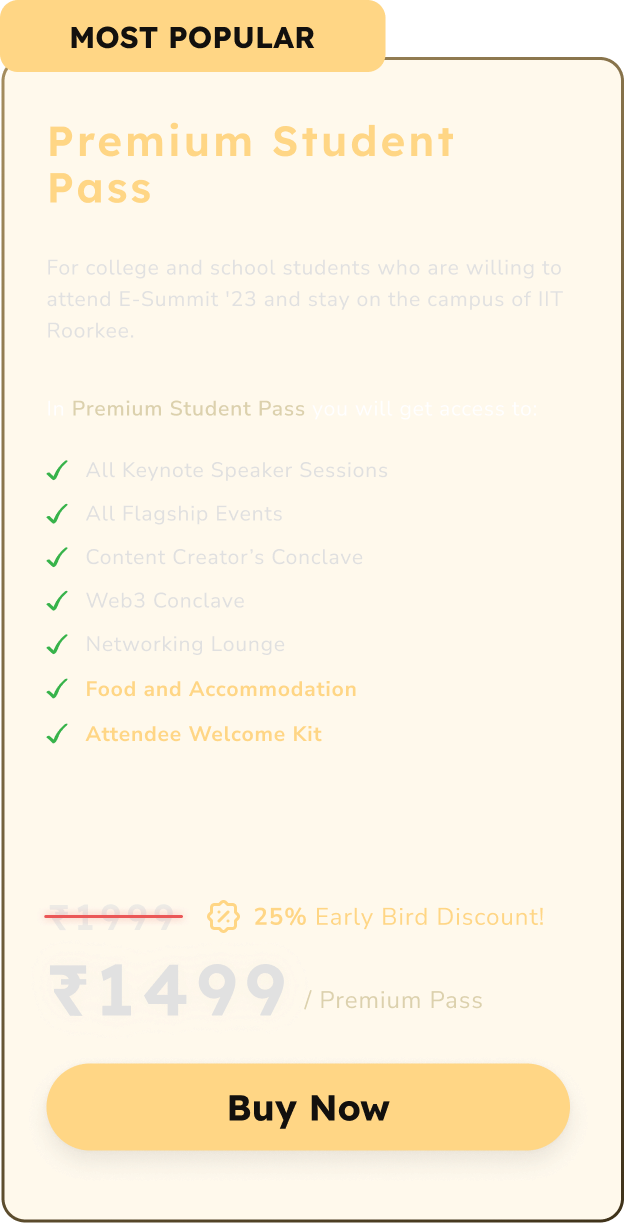 MOST POPULAR
Premium Student
Pass
For college and school students who are willing to
attend E-Summit '23 and stay on the campus of IIT
Roorkee.
In Premium Student Pass you will get access to:
All Keynote Speaker Sessions
All Flagship Events
Content Creator's Conclave
Web3 Conclave
Networking Lounge
Food and Accommodation
Attendee Welcome Kit
₹1999 25% Early Bird Discount!
₹1499 / Premium Pass
Buy Now